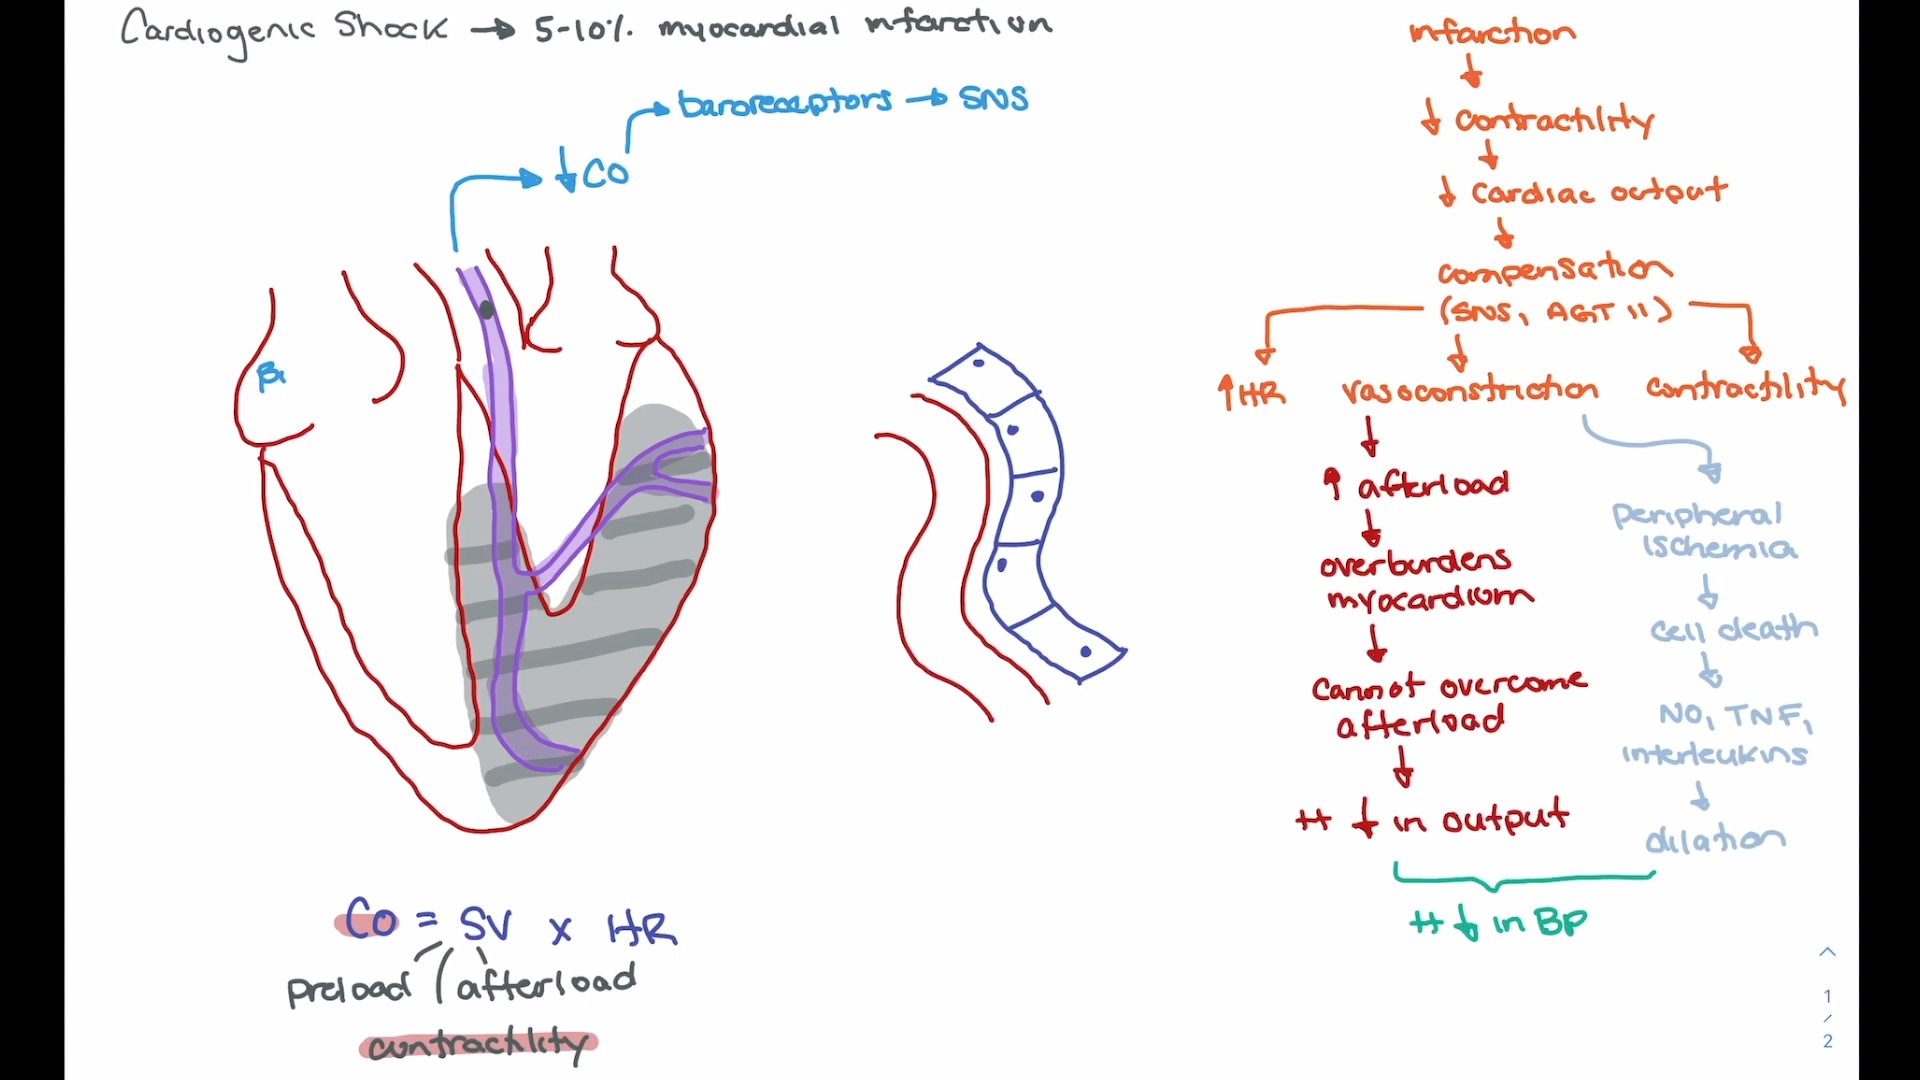 Cardiogenic Shock → 5-10% myocardial infarction
baroreceptors → SNS
↓ CO
β1
CO = SV x HR
preload / afterload
contractility
infarction
↓
↓ contractility
↓
↓ cardiac output
↓
compensation
(SNS, AGT II)
↑ HR vasoconstriction contractility
↓
↑ afterload
↓
overburdens
myocardium
↓
Cannot overcome
afterload
↓
++ ↓ in output
peripheral
ischemia
↓
cell death
↓
NO, TNF,
interleukins
↓
dilation
++ ↓ in BP
1
/
2